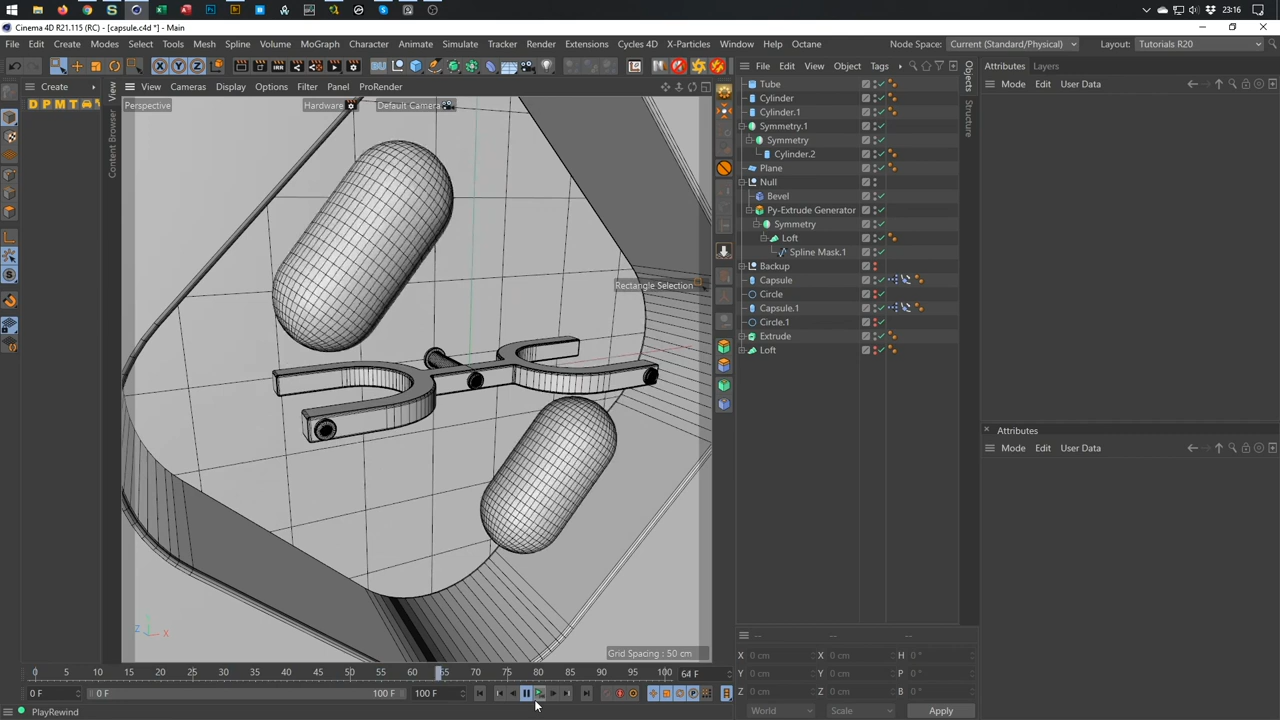 23:16
Cinema 4D R21.115 (RC) - [capsule.c4d *] - Main
File Edit Create Modes Select Tools Mesh Spline Volume MoGraph Character Animate Simulate Tracker Render Extensions Cycles 4D X-Particles Window Help Octane Node Space: Current (Standard/Physical) Layout: Tutorials R20
Create View Cameras Display Options Filter Panel ProRender File Edit View Object Tags Attributes Layers
Mode Edit User Data
D P M T
View
Content Browser
Objects
Structure
Perspective Hardware Default Camera
Tube
Cylinder
Cylinder.1
Symmetry.1
Symmetry
Cylinder.2
Plane
Null
Bevel
Py-Extrude Generator
Symmetry
Loft
Spline Mask.1
Backup
Capsule
Circle
Capsule.1
Circle.1
Extrude
Loft
Rectangle Selection
Attributes
Mode Edit User Data
Y
Z X
Grid Spacing : 50 cm
-- -- --
X 0 cm X 0 cm H 0 °
Y 0 cm Y 0 cm P 0 °
Z 0 cm Z 0 cm B 0 °
World Scale Apply
0 5 10 15 20 25 30 35 40 45 50 55 60 65 70 75 80 85 90 95 100 64 F
0 F 0 F 100 F 100 F
PlayRewind